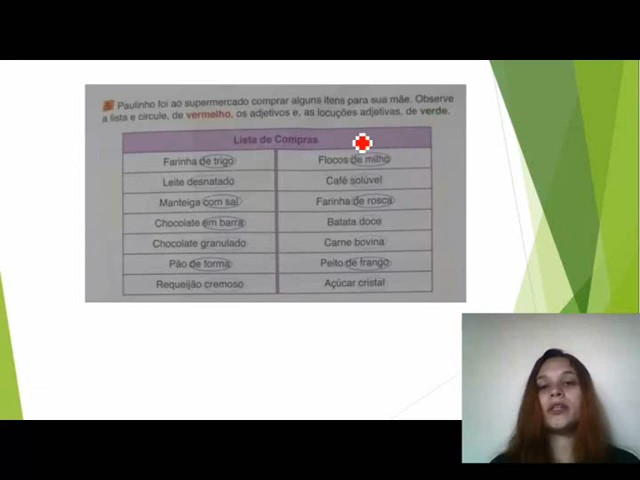 Paulinho foi ao supermercado comprar alguns itens para sua mãe. Observe
a lista e circule, de vermelho, os adjetivos e, as locuções adjetivas, de verde.
Lista de Compras
Farinha de trigo Flocos de milho
Leite desnatado Café solúvel
Manteiga com sal Farinha de rosca
Chocolate em barra Batata doce
Chocolate granulado Carne bovina
Pão de forma Peito de frango
Requeijão cremoso Açúcar cristal